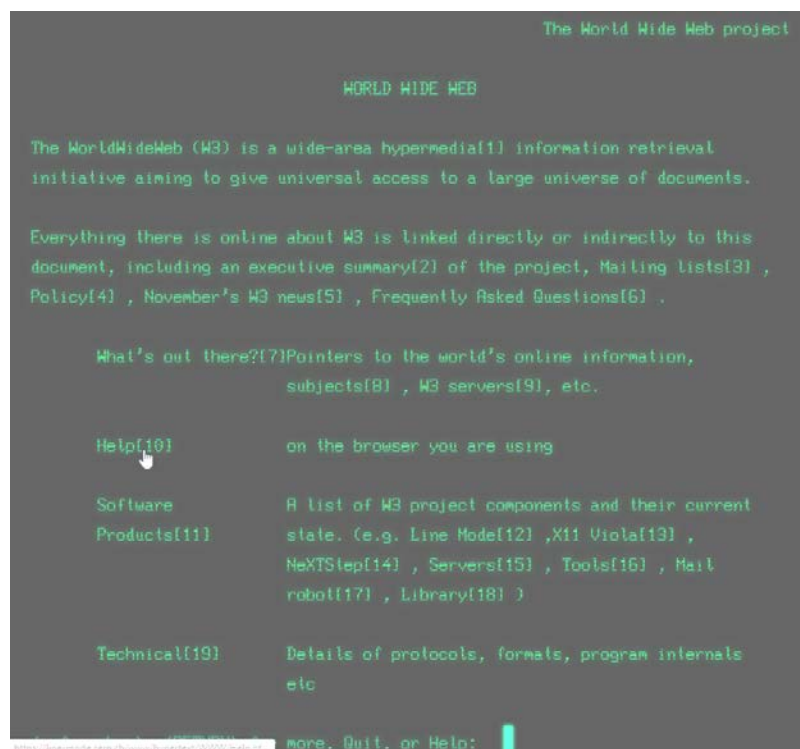 The World Wide Web project
WORLD WIDE WEB
The WorldWideWeb (W3) is a wide-area hypermedia[1] information retrieval
initiative aiming to give universal access to a large universe of documents.
Everything there is online about W3 is linked directly or indirectly to this
document, including an executive summary[2] of the project, Mailing lists[3] ,
Policy[4] , November's W3 news[5] , Frequently Asked Questions[6] .
What's out there?[7]Pointers to the world's online information,
subjects[8] , W3 servers[9], etc.
Help[10] on the browser you are using
Software A list of W3 project components and their current
Products[11] state. (e.g. Line Mode[12] ,X11 Viola[13] ,
NeXTStep[14] , Servers[15] , Tools[16] , Mail
robot[17] , Library[18] )
Technical[19] Details of protocols, formats, program internals
etc
more, Quit, or Help: